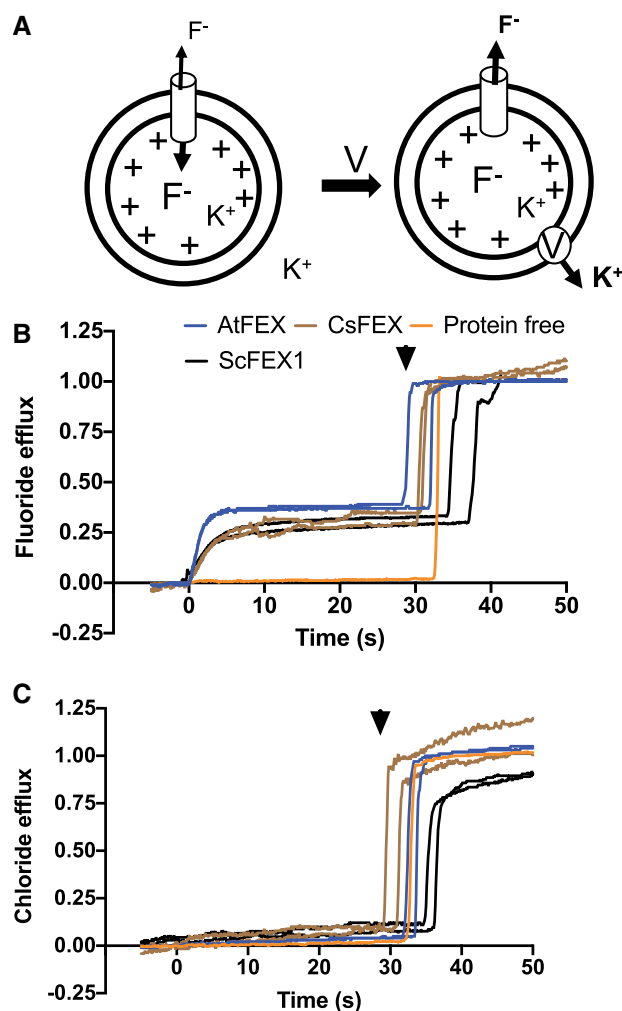 A
F⁻ F⁻
V
F⁻ F⁻
K⁺ K⁺
V
K⁺ K⁺
B
AtFEX CsFEX Protein free
ScFEX1
1.25
1.00
0.75
0.50
0.25
0.00
-0.25
Fluoride efflux
0 10 20 30 40 50
Time (s)
C
1.25
1.00
0.75
0.50
0.25
0.00
-0.25
Chloride efflux
0 10 20 30 40 50
Time (s)